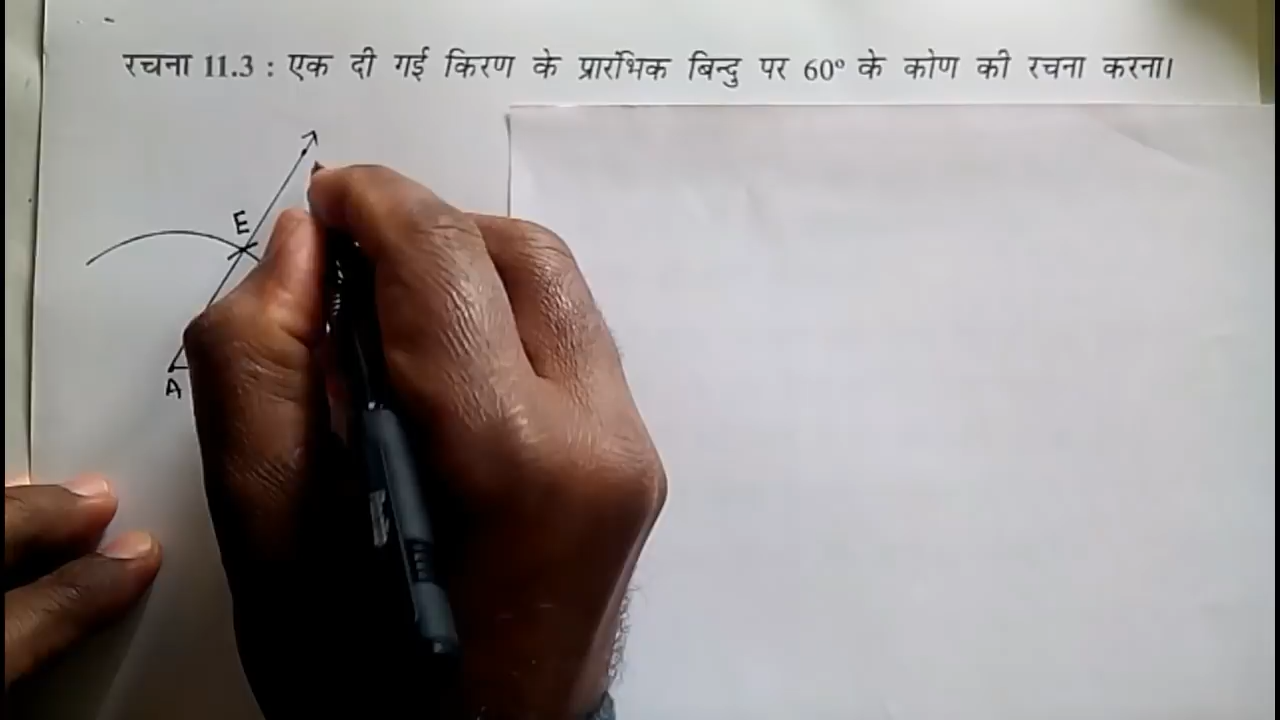 रचना 11.3 : एक दी गई किरण के प्रारंभिक बिन्दु पर 60° के कोण की रचना करना।
E
A